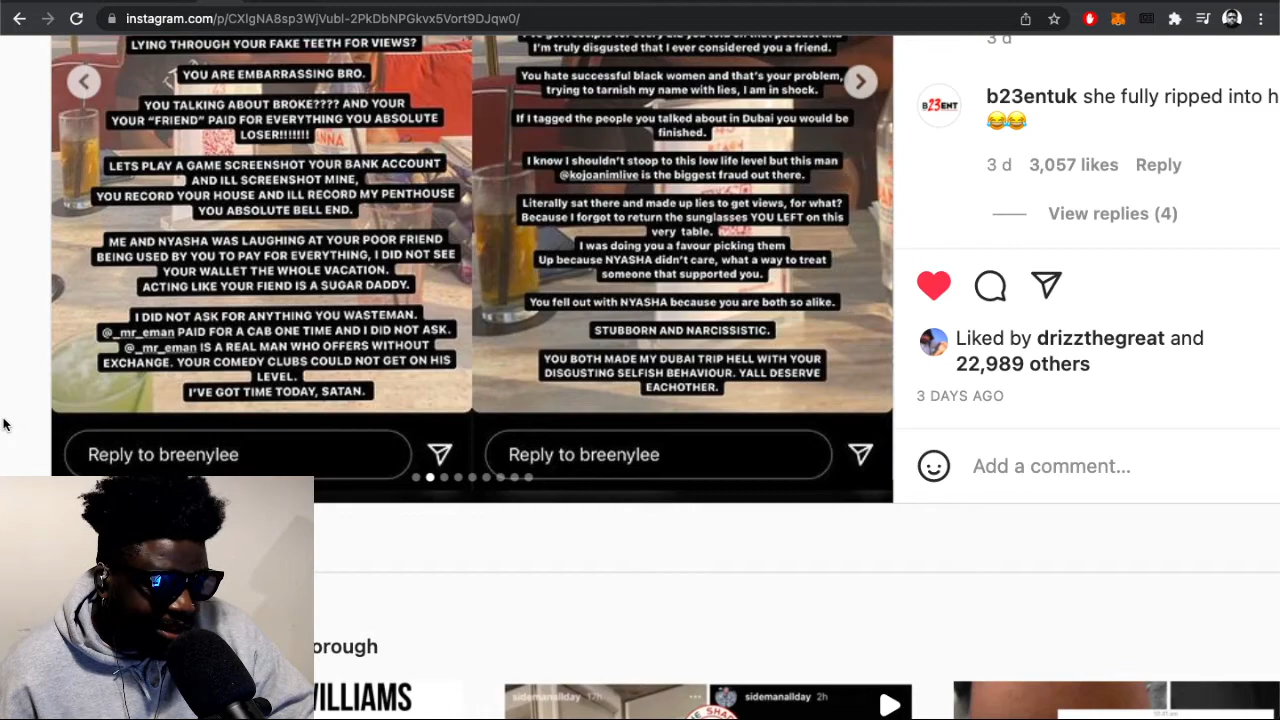 instagram.com/p/CXIgNA8sp3WjVubl-2PkDbNPGkvx5Vort9DJqw0/
LYING THROUGH YOUR FAKE TEETH FOR VIEWS?
YOU ARE EMBARRASSING BRO.
YOU TALKING ABOUT BROKE???? AND YOUR
YOUR “FRIEND” PAID FOR EVERYTHING YOU ABSOLUTE
LOSER!!!!!!!
LETS PLAY A GAME SCREENSHOT YOUR BANK ACCOUNT
AND ILL SCREENSHOT MINE,
YOU RECORD YOUR HOUSE AND ILL RECORD MY PENTHOUSE
YOU ABSOLUTE BELL END.
ME AND NYASHA WAS LAUGHING AT YOUR POOR FRIEND
BEING USED BY YOU TO PAY FOR EVERYTHING, I DID NOT SEE
YOUR WALLET THE WHOLE VACATION.
ACTING LIKE YOUR FIEND IS A SUGAR DADDY.
I DID NOT ASK FOR ANYTHING YOU WASTEMAN.
@_mr_eman PAID FOR A CAB ONE TIME AND I DID NOT ASK.
@_mr_eman IS A REAL MAN WHO OFFERS WITHOUT
EXCHANGE. YOUR COMEDY CLUBS COULD NOT GET ON HIS
LEVEL.
I’VE GOT TIME TODAY, SATAN.
Reply to breenylee
I’m truly disgusted that I ever considered you a friend.
You hate successful black women and that’s your problem,
trying to tarnish my name with lies, I am in shock.
If I tagged the people you talked about in Dubai you would be
finished.
I know I shouldn’t stoop to this low life level but this man
@kojoanimlive is the biggest fraud out there.
Literally sat there and made up lies to get views, for what?
Because I forgot to return the sunglasses YOU LEFT on this
very table.
I was doing you a favour picking them
Up because NYASHA didn’t care, what a way to treat
someone that supported you.
You fell out with NYASHA because you are both so alike.
STUBBORN AND NARCISSISTIC.
YOU BOTH MADE MY DUBAI TRIP HELL WITH YOUR
DISGUSTING SELFISH BEHAVIOUR. YALL DESERVE
EACHOTHER.
Reply to breenylee
3 d
B23ENT
b23entuk she fully ripped into h
😂😂
3 d 3,057 likes Reply
View replies (4)
Liked by drizzthegreat and
22,989 others
3 DAYS AGO
Add a comment...
orough
WILLIAMS
sidemanallday 17h
sidemanallday 2h